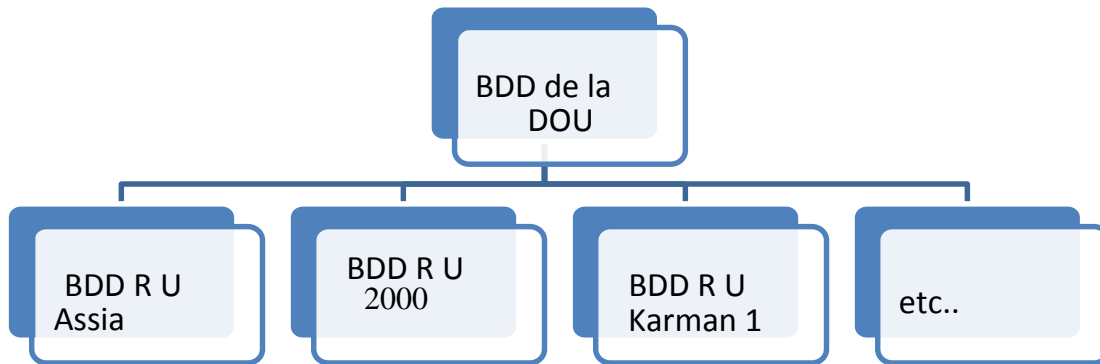 BDD de la
DOU
BDD R U
Assia
BDD R U
2000
BDD R U
Karman 1
etc..